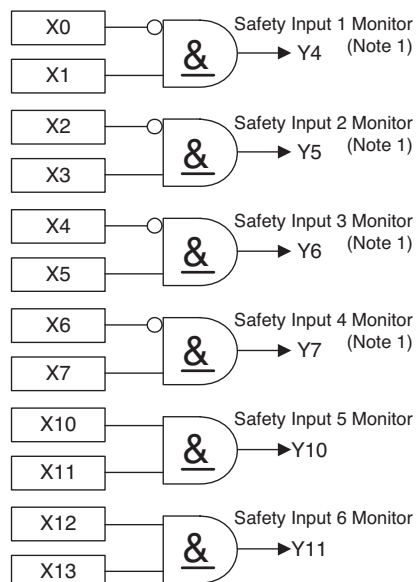 X0
Safety Input 1 Monitor
(Note 1)
&
Y4
X1
X2
Safety Input 2 Monitor
(Note 1)
&
Y5
X3
X4
Safety Input 3 Monitor
(Note 1)
&
Y6
X5
X6
Safety Input 4 Monitor
(Note 1)
&
Y7
X7
X10
Safety Input 5 Monitor
&
Y10
X11
X12
Safety Input 6 Monitor
&
Y11
X13